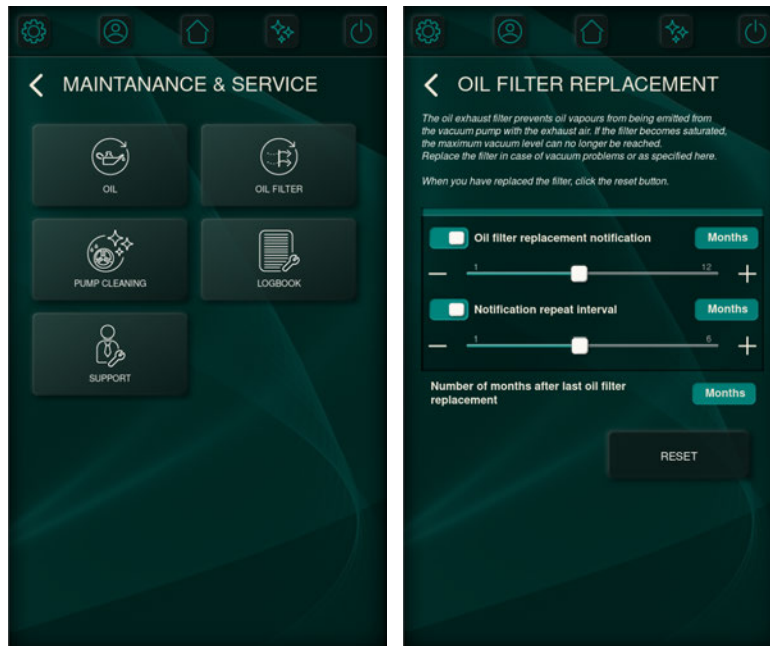 MAINTANANCE & SERVICE
OIL
OIL FILTER
PUMP CLEANING
LOGBOOK
SUPPORT
OIL FILTER REPLACEMENT
The oil exhaust filter prevents oil vapours from being emitted from
the vacuum pump with the exhaust air. If the filter becomes saturated,
the maximum vacuum level can no longer be reached.
Replace the filter in case of vacuum problems or as specified here.
When you have replaced the filter, click the reset button.
Oil filter replacement notification Months
1 12
Notification repeat interval Months
1 6
Number of months after last oil filter
replacement
Months
RESET